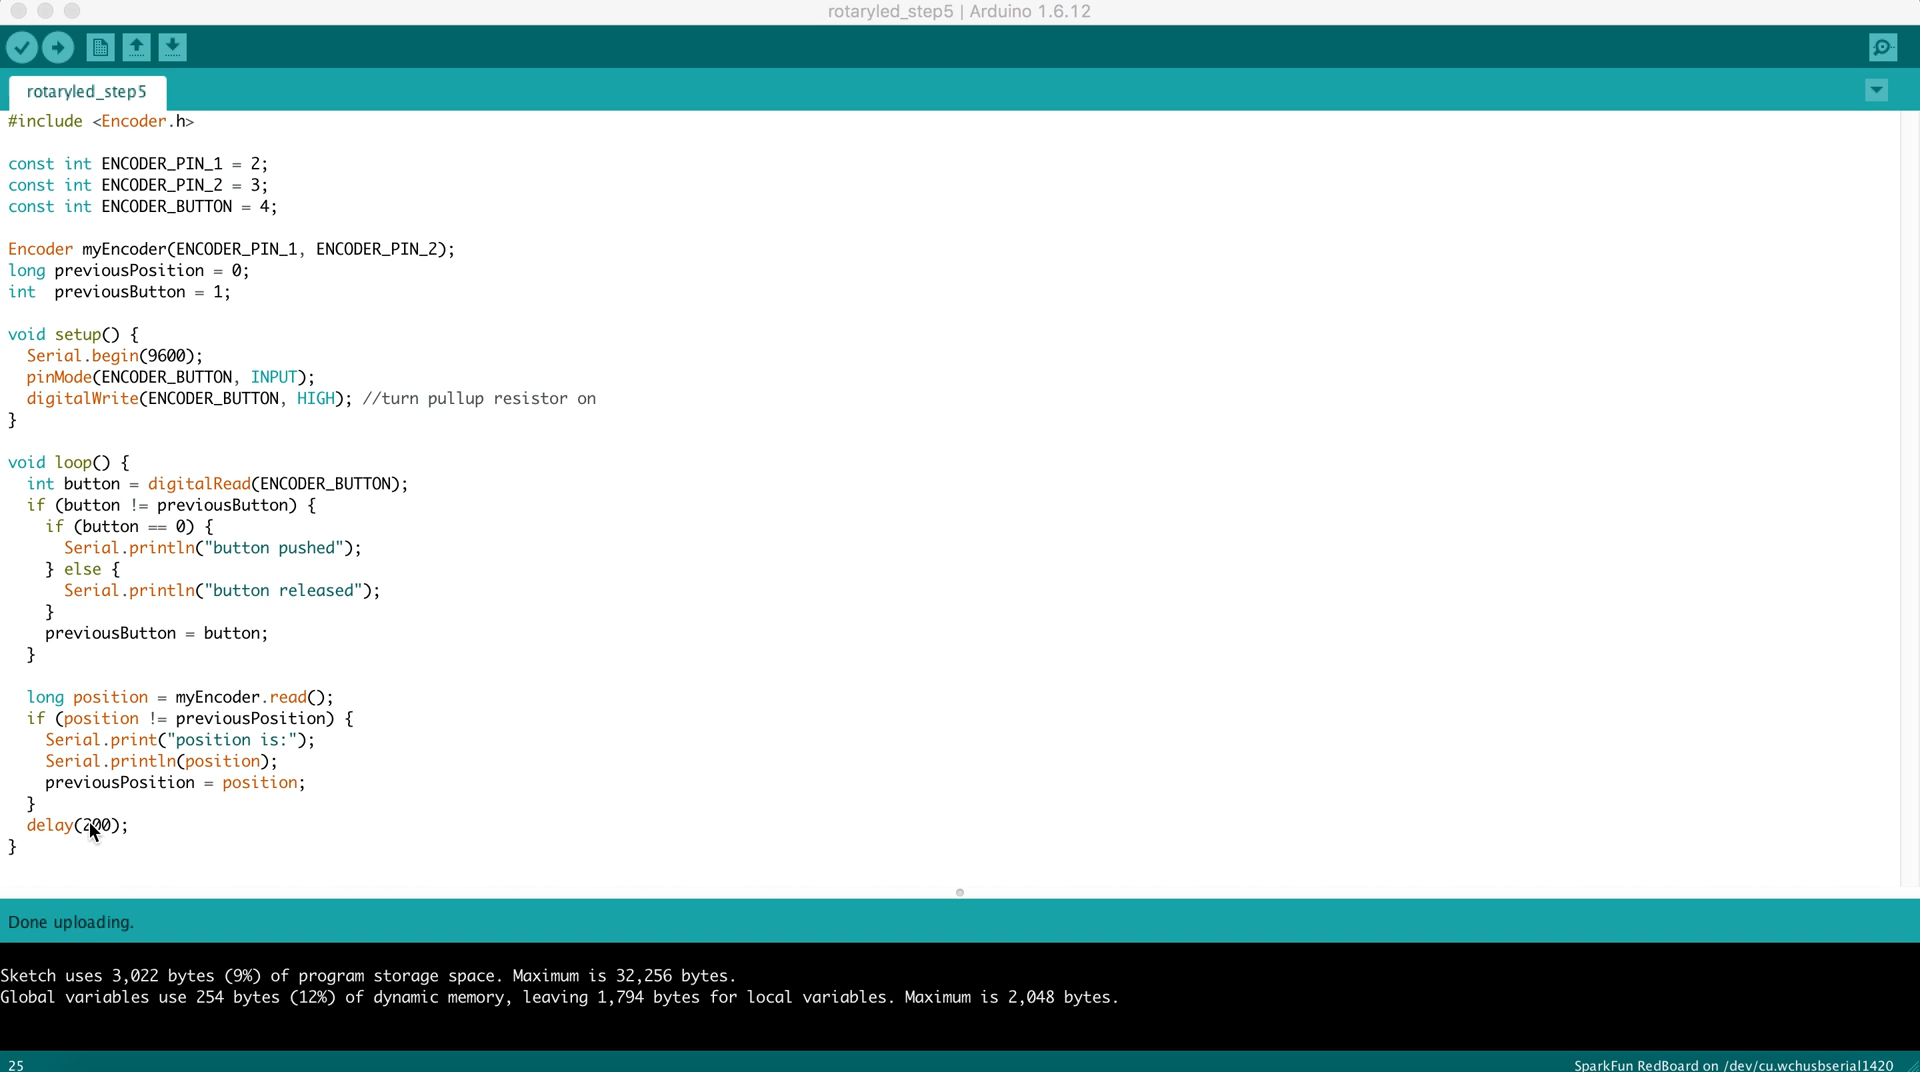 rotaryled_step5 | Arduino 1.6.12
rotaryled_step5
#include <Encoder.h>
const int ENCODER_PIN_1 = 2;
const int ENCODER_PIN_2 = 3;
const int ENCODER_BUTTON = 4;
Encoder myEncoder(ENCODER_PIN_1, ENCODER_PIN_2);
long previousPosition = 0;
int  previousButton = 1;
void setup() {
  Serial.begin(9600);
  pinMode(ENCODER_BUTTON, INPUT);
  digitalWrite(ENCODER_BUTTON, HIGH); //turn pullup resistor on
}
void loop() {
  int button = digitalRead(ENCODER_BUTTON);
  if (button != previousButton) {
    if (button == 0) {
      Serial.println("button pushed");
    } else {
      Serial.println("button released");
    }
    previousButton = button;
  }
  long position = myEncoder.read();
  if (position != previousPosition) {
    Serial.print("position is:");
    Serial.println(position);
    previousPosition = position;
  }
  delay(200);
}
Done uploading.
Sketch uses 3,022 bytes (9%) of program storage space. Maximum is 32,256 bytes.
Global variables use 254 bytes (12%) of dynamic memory, leaving 1,794 bytes for local variables. Maximum is 2,048 bytes.
25
SparkFun RedBoard on /dev/cu.wchusbserial1420